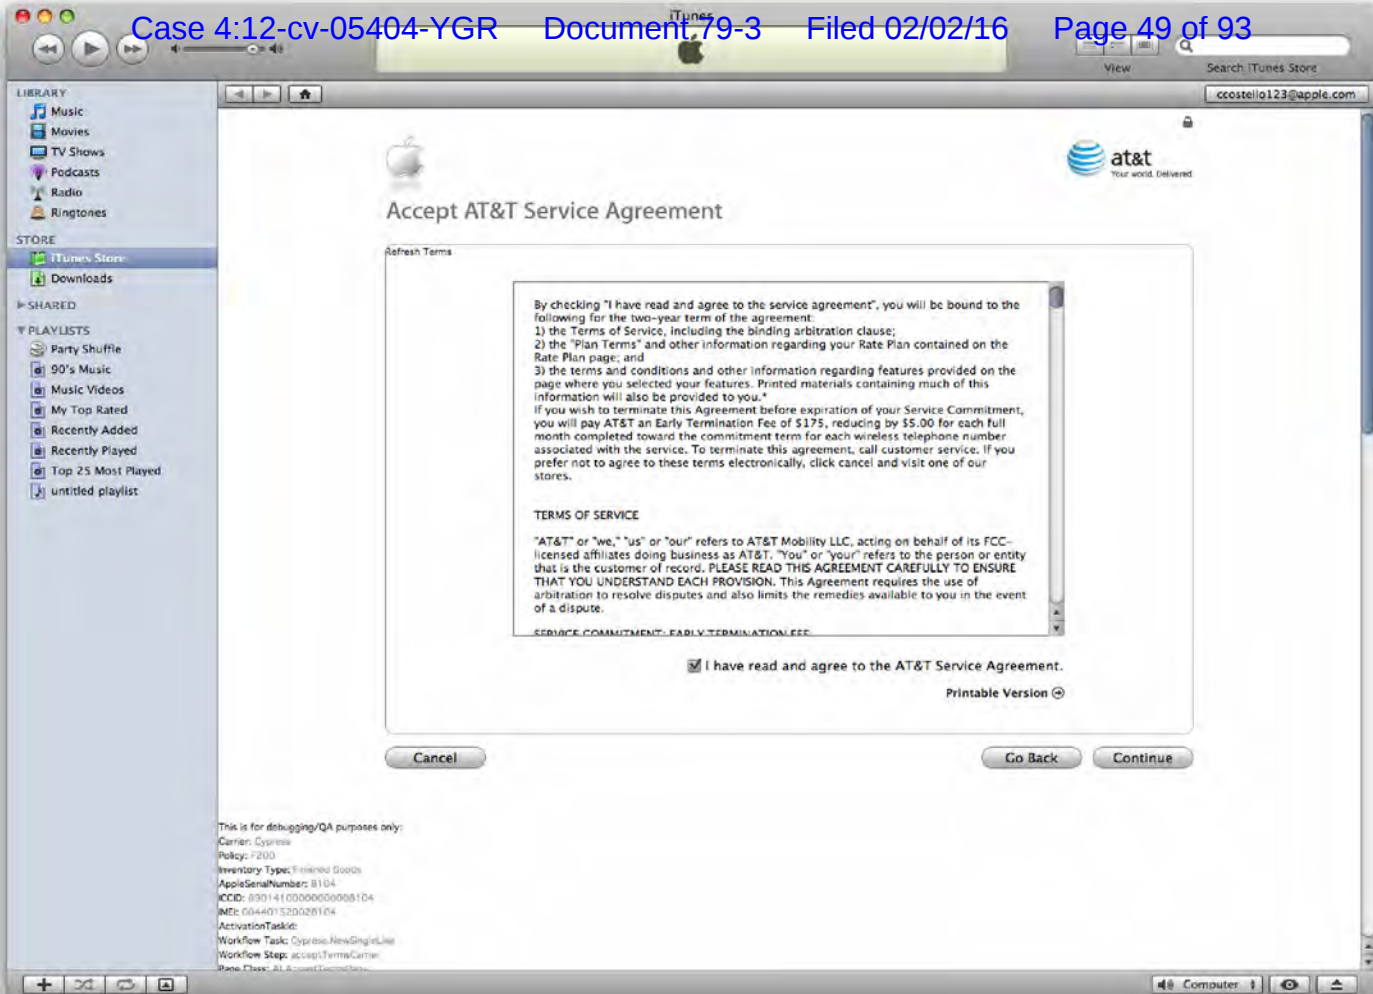 iTunes
Case 4:12-cv-05404-YGR Document 79-3 Filed 02/02/16 Page 49 of 93
View
Search iTunes Store
ccostello123@apple.com
LIBRARY
Music
Movies
TV Shows
Podcasts
Radio
Ringtones
STORE
iTunes Store
Downloads
SHARED
PLAYLISTS
Party Shuffle
90's Music
Music Videos
My Top Rated
Recently Added
Recently Played
Top 25 Most Played
untitled playlist
at&t
Your world. Delivered
Accept AT&T Service Agreement
Refresh Terms
By checking "I have read and agree to the service agreement", you will be bound to the
following for the two-year term of the agreement:
1) the Terms of Service, including the binding arbitration clause;
2) the "Plan Terms" and other information regarding your Rate Plan contained on the
Rate Plan page; and
3) the terms and conditions and other information regarding features provided on the
page where you selected your features. Printed materials containing much of this
information will also be provided to you.*
If you wish to terminate this Agreement before expiration of your Service Commitment,
you will pay AT&T an Early Termination Fee of $175, reducing by $5.00 for each full
month completed toward the commitment term for each wireless telephone number
associated with the service. To terminate this agreement, call customer service. If you
prefer not to agree to these terms electronically, click cancel and visit one of our
stores.
TERMS OF SERVICE
"AT&T" or "we," "us" or "our" refers to AT&T Mobility LLC, acting on behalf of its FCC-
licensed affiliates doing business as AT&T. "You" or "your" refers to the person or entity
that is the customer of record. PLEASE READ THIS AGREEMENT CAREFULLY TO ENSURE
THAT YOU UNDERSTAND EACH PROVISION. This Agreement requires the use of
arbitration to resolve disputes and also limits the remedies available to you in the event
of a dispute.
SERVICE COMMITMENT; EARLY TERMINATION FEE
I have read and agree to the AT&T Service Agreement.
Printable Version
Cancel
Go Back
Continue
This is for debugging/QA purposes only:
Carrier: Cypress
Policy: F200
Inventory Type: Finished Goods
AppleSerialNumber: 8104
ICCID:
IMEI:
ActivationTaskId:
Workflow Task: Cypress.NewSingleLine
Workflow Step: acceptTermsCarrier
Page Class:
Computer